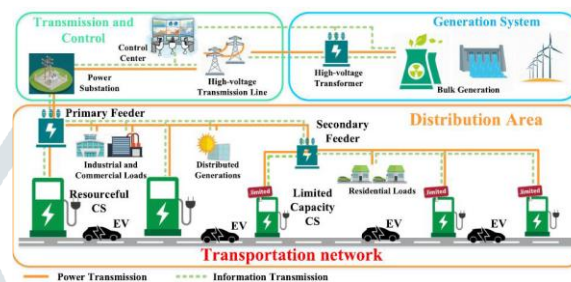 Transmission and
Control
Generation System
Control
Center
Power
Substation
High-voltage
Transmission Line
High-voltage
Transformer
Bulk Generation
Primary Feeder
Secondary
Feeder
Distribution Area
Industrial and
Commercial Loads
Distributed
Generations
Residential Loads
Resourceful
CS
Limited
Capacity
CS
limited
limited
limited
EV
EV
EV
EV
Transportation network
Power Transmission
Information Transmission